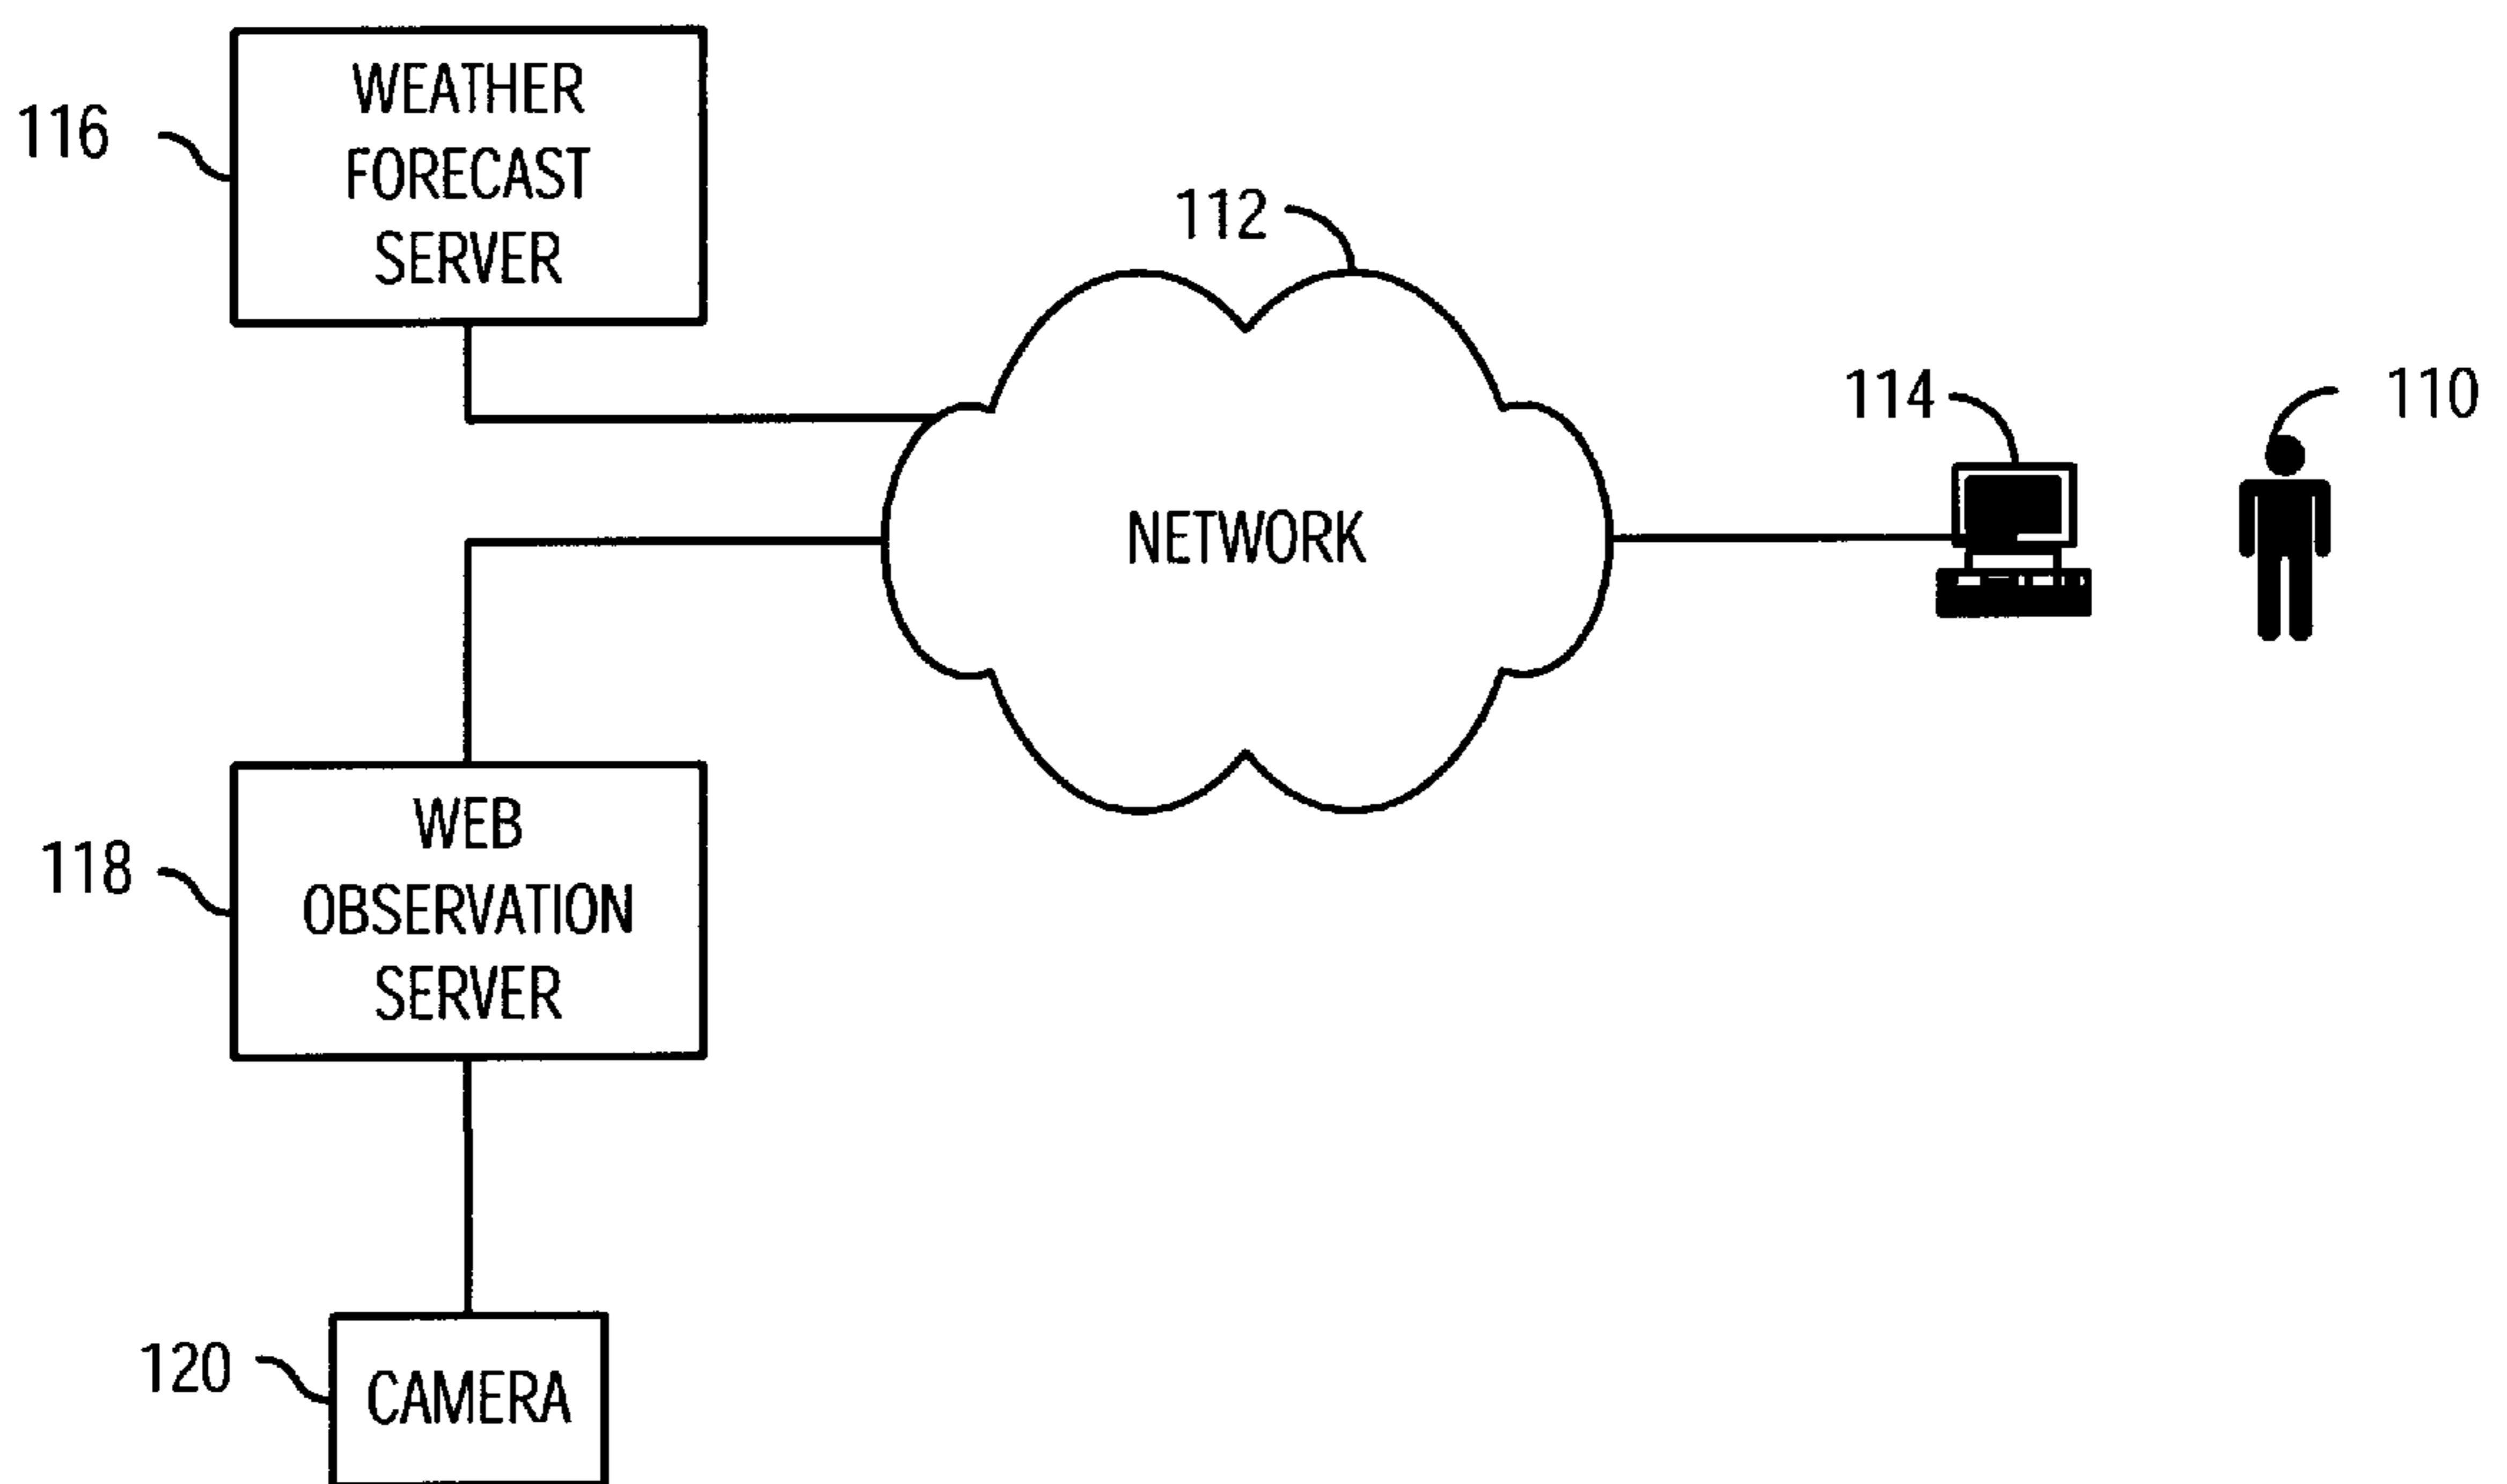 116
WEATHER
FORECAST
SERVER
112
114
110
NETWORK
118
WEB
OBSERVATION
SERVER
120
CAMERA